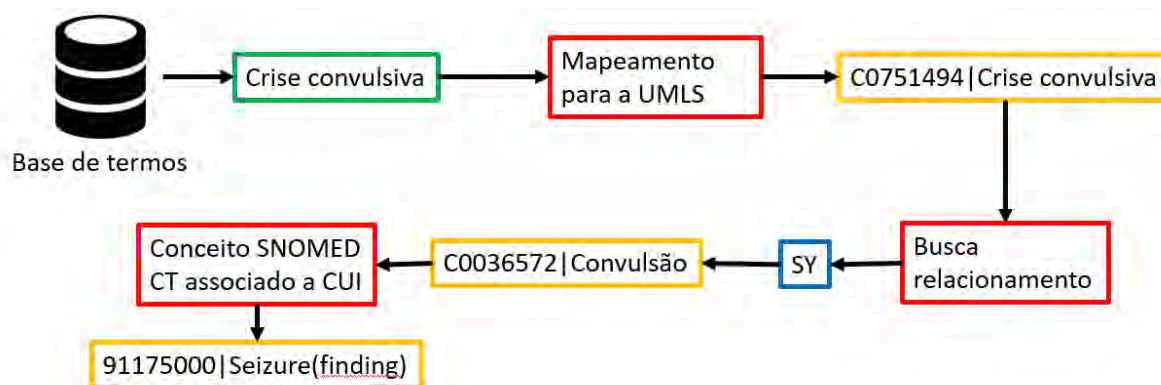 Base de termos
Crise convulsiva
Mapeamento
para a UMLS
C0751494|Crise convulsiva
Busca
relacionamento
SY
C0036572|Convulsão
Conceito SNOMED
CT associado a CUI
91175000|Seizure(finding)